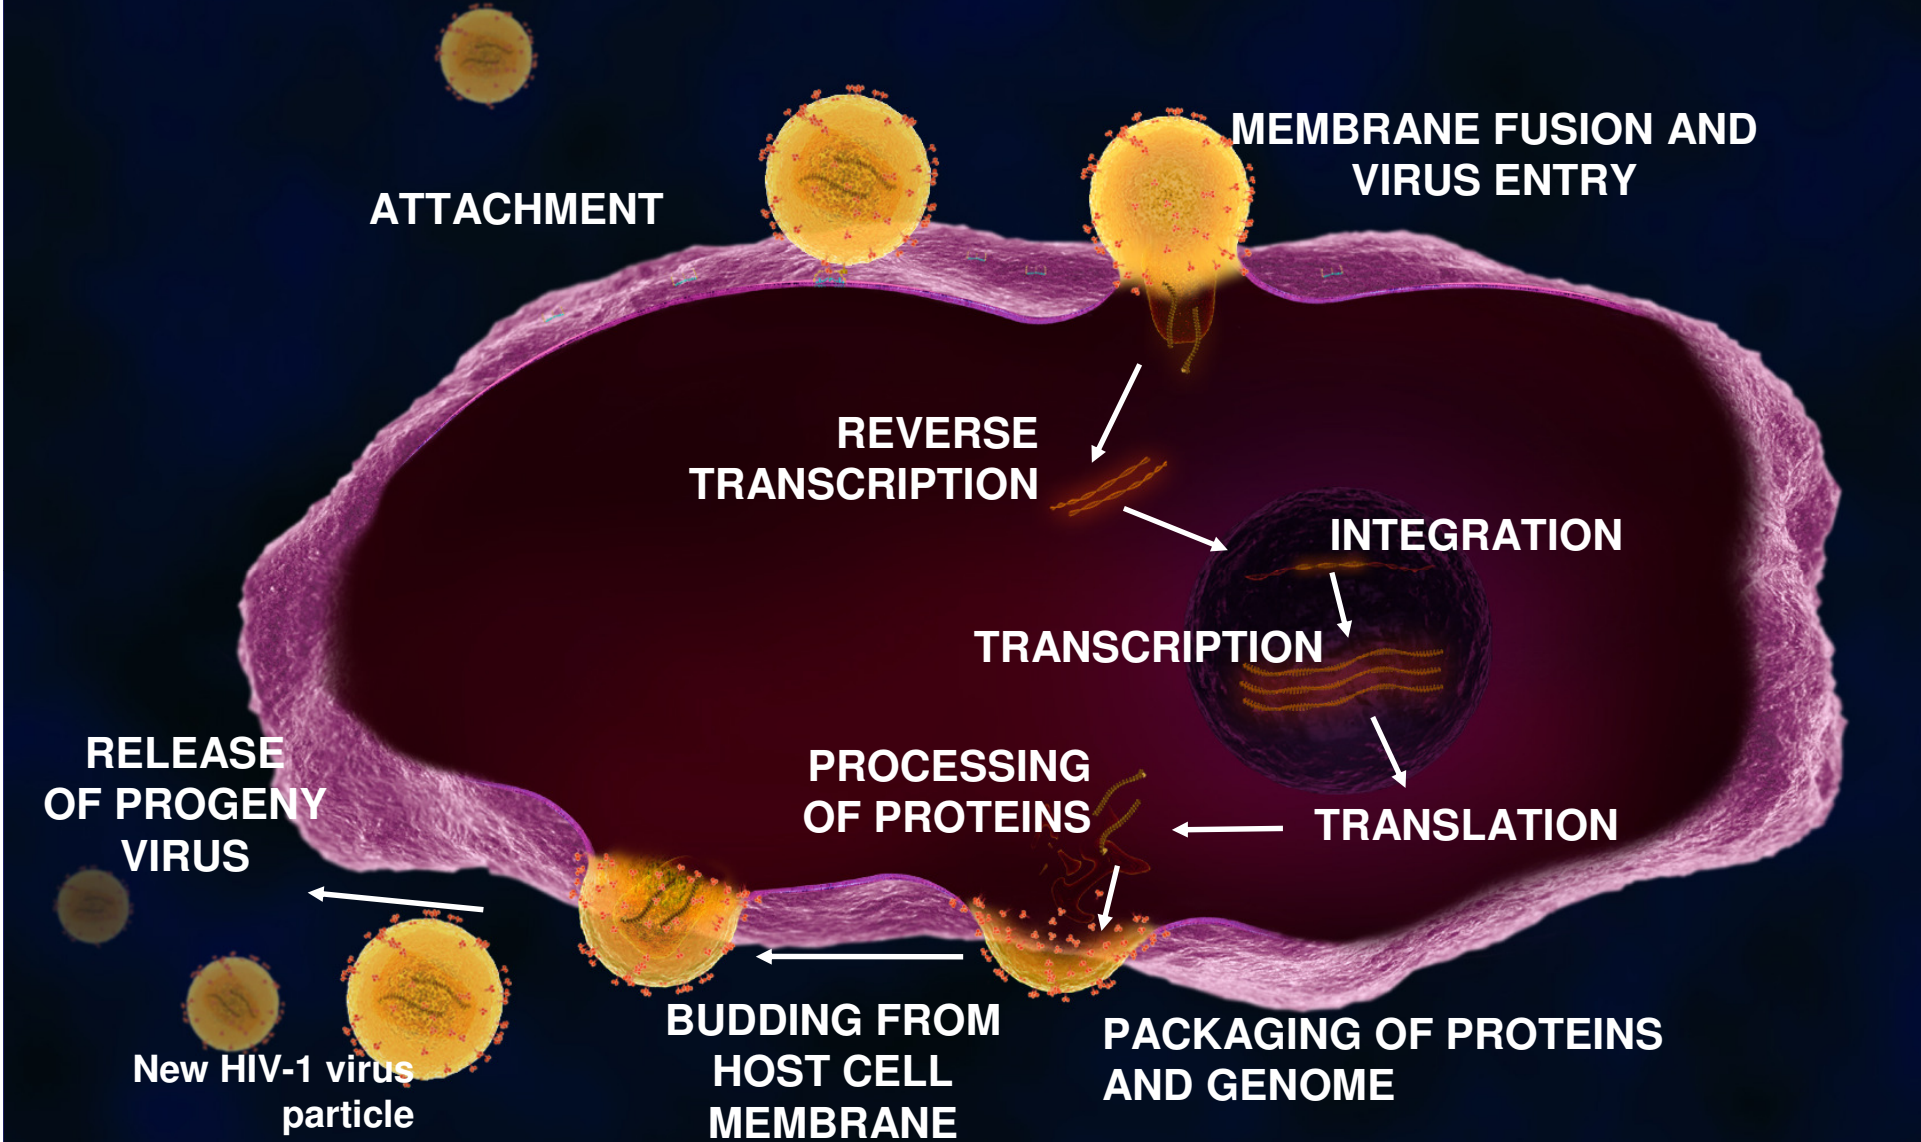 ATTACHMENT
MEMBRANE FUSION AND
VIRUS ENTRY
REVERSE
TRANSCRIPTION
INTEGRATION
TRANSCRIPTION
TRANSLATION
PROCESSING
OF PROTEINS
PACKAGING OF PROTEINS
AND GENOME
BUDDING FROM
HOST CELL
MEMBRANE
RELEASE
OF PROGENY
VIRUS
New HIV-1 virus
particle